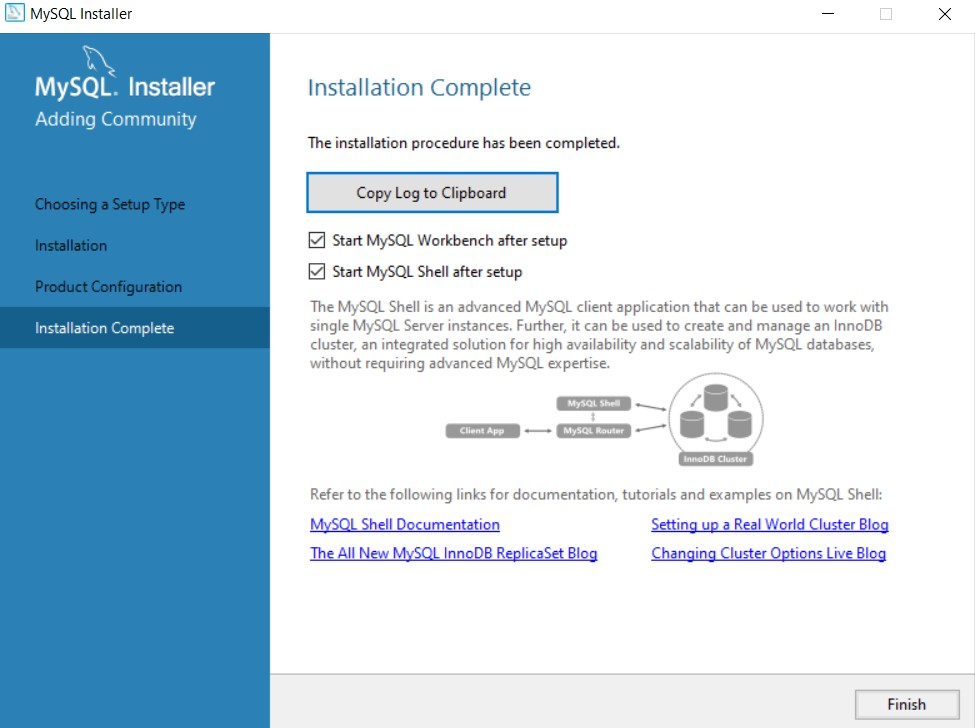 MySQL Installer
MySQL. Installer
Adding Community
Choosing a Setup Type
Installation
Product Configuration
Installation Complete
Installation Complete
The installation procedure has been completed.
Copy Log to Clipboard
Start MySQL Workbench after setup
Start MySQL Shell after setup
The MySQL Shell is an advanced MySQL client application that can be used to work with
single MySQL Server instances. Further, it can be used to create and manage an InnoDB
cluster, an integrated solution for high availability and scalability of MySQL databases,
without requiring advanced MySQL expertise.
MySQL Shell
Client App
MySQL Router
InnoDB Cluster
Refer to the following links for documentation, tutorials and examples on MySQL Shell:
MySQL Shell Documentation
Setting up a Real World Cluster Blog
The All New MySQL InnoDB ReplicaSet Blog
Changing Cluster Options Live Blog
Finish